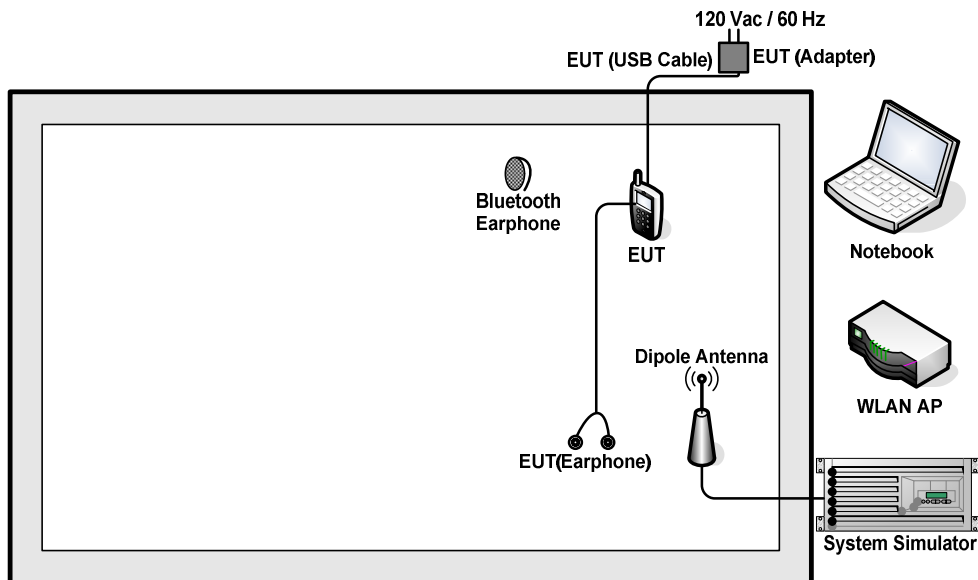 120 Vac / 60 Hz
EUT (USB Cable)
EUT (Adapter)
Bluetooth
Earphone
EUT
Notebook
Dipole Antenna
WLAN AP
EUT(Earphone)
System Simulator